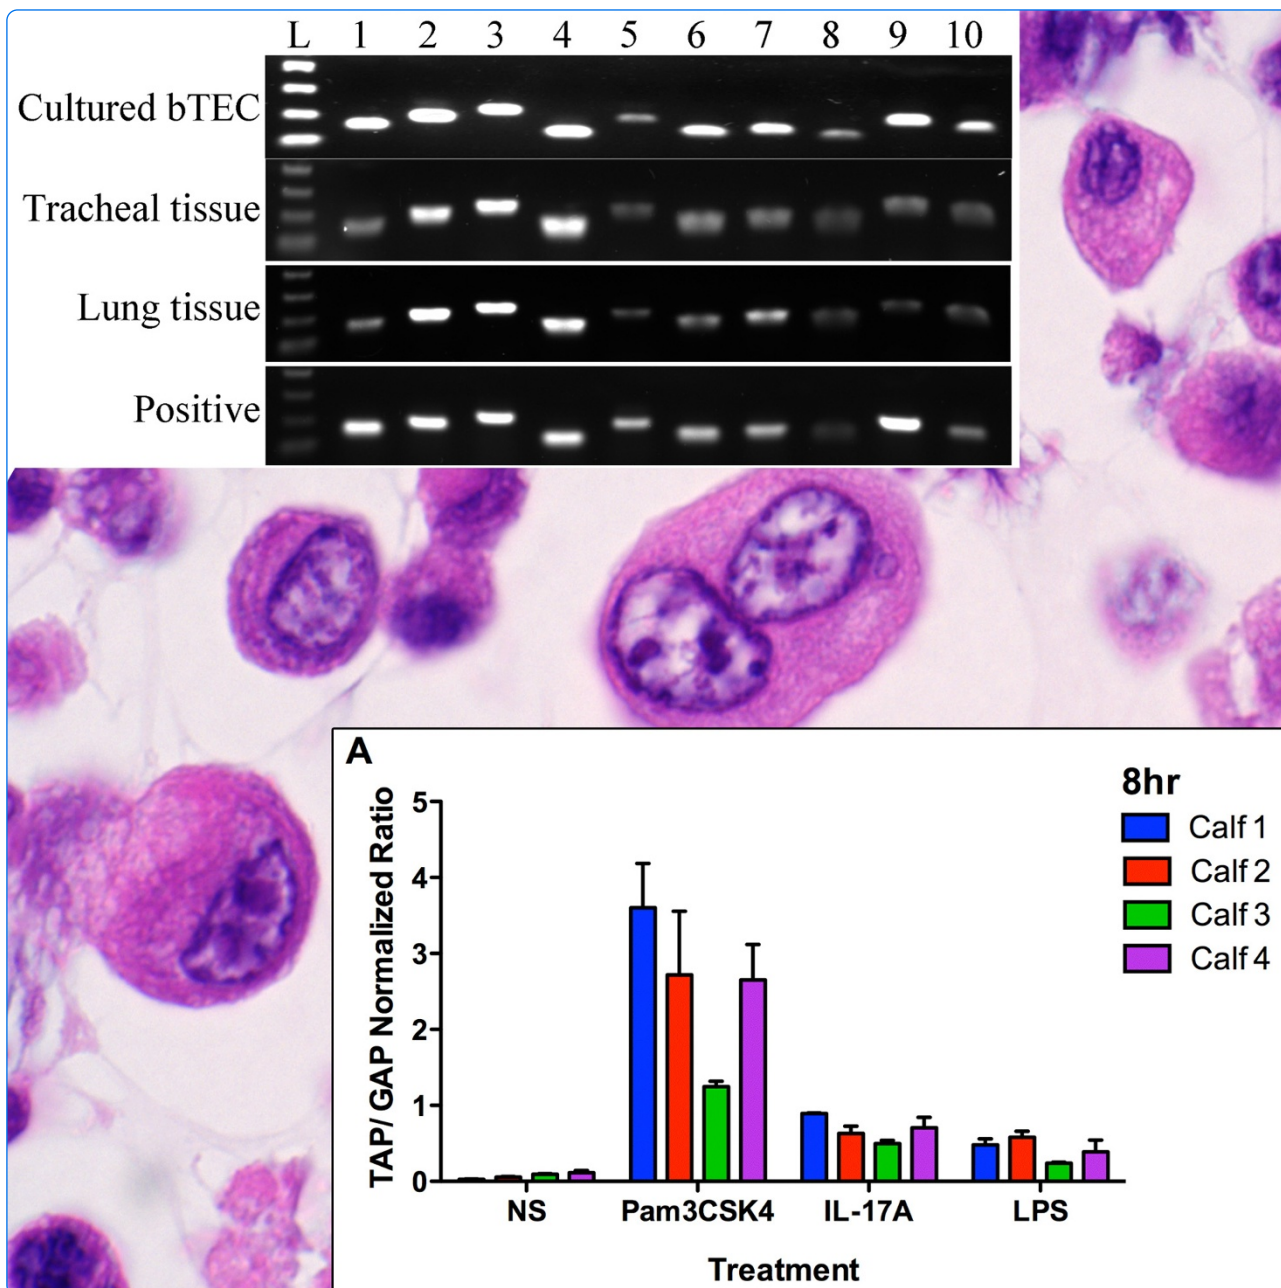 L 1 2 3 4 5 6 7 8 9 10
Cultured bTEC
Tracheal tissue
Lung tissue
Positive
A
8hr
Calf 1
Calf 2
Calf 3
Calf 4
TAP/ GAP Normalized Ratio
5
4
3
2
1
0
NS Pam3CSK4 IL-17A LPS
Treatment